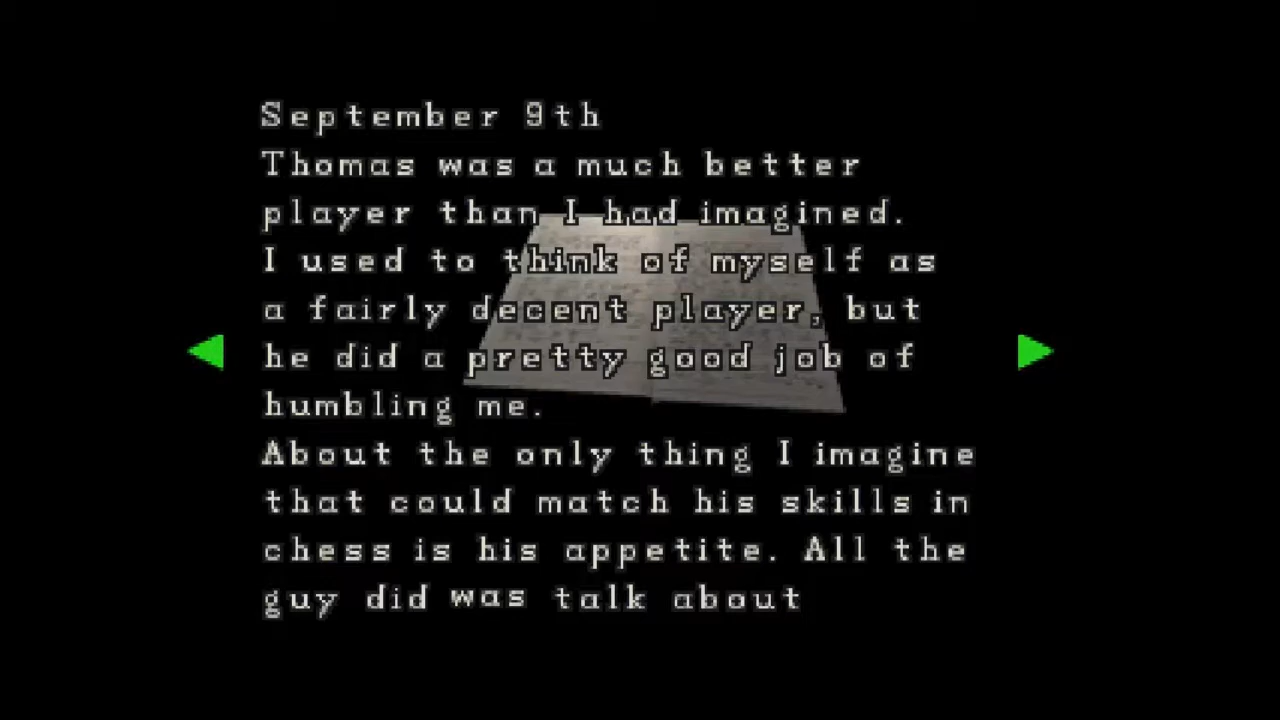 September 9th
Thomas was a much better
player than I had imagined.
I used to think of myself as
a fairly decent player, but
he did a pretty good job of
humbling me.
About the only thing I imagine
that could match his skills in
chess is his appetite. All the
guy did was talk about